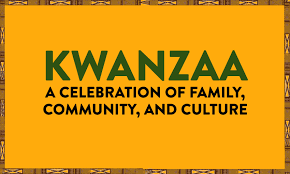 KWANZAA
A CELEBRATION OF FAMILY,
COMMUNITY, AND CULTURE